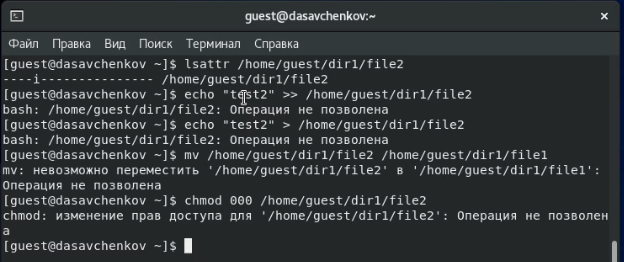 guest@dasavchenkov:~
Файл Правка Вид Поиск Терминал Справка
[guest@dasavchenkov ~]$ lsattr /home/guest/dir1/file2
----i--------------- /home/guest/dir1/file2
[guest@dasavchenkov ~]$ echo "test2" >> /home/guest/dir1/file2
bash: /home/guest/dir1/file2: Операция не позволена
[guest@dasavchenkov ~]$ echo "test2" > /home/guest/dir1/file2
bash: /home/guest/dir1/file2: Операция не позволена
[guest@dasavchenkov ~]$ mv /home/guest/dir1/file2 /home/guest/dir1/file1
mv: невозможно переместить '/home/guest/dir1/file2' в '/home/guest/dir1/file1':
Операция не позволена
[guest@dasavchenkov ~]$ chmod 000 /home/guest/dir1/file2
chmod: изменение прав доступа для '/home/guest/dir1/file2': Операция не позволен
а
[guest@dasavchenkov ~]$